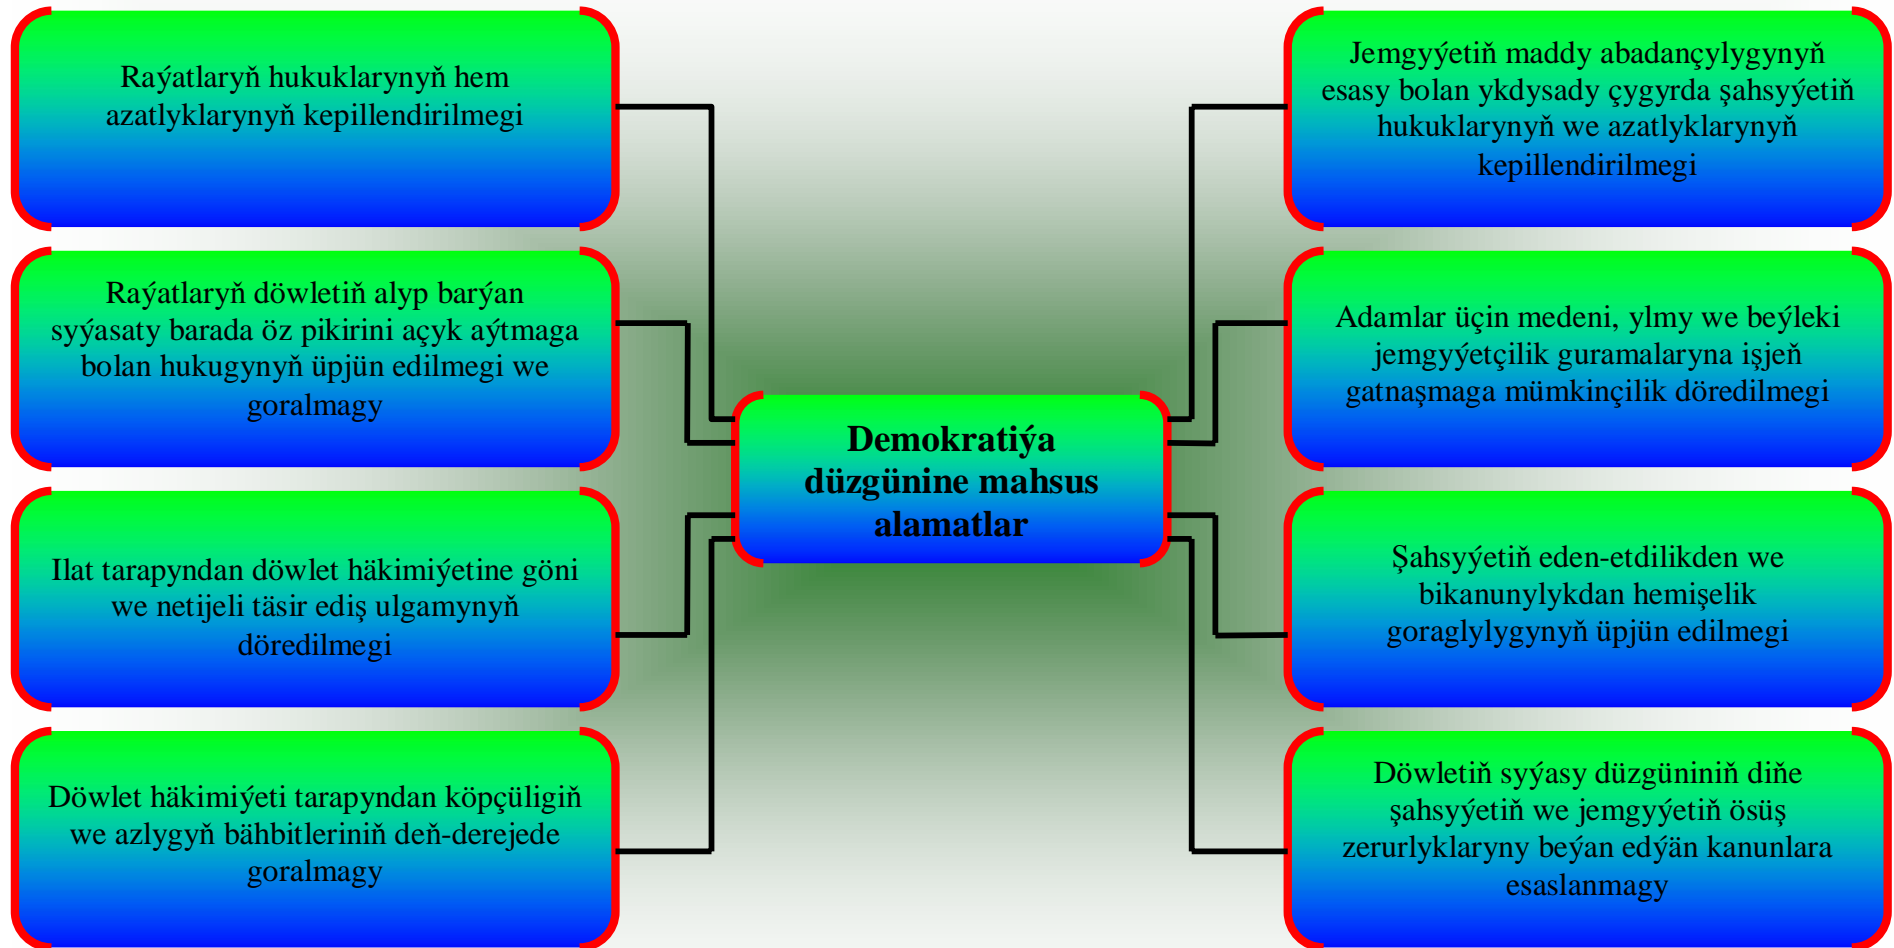 Raýatlaryň hukuklarynyň hem
azatlyklarynyň kepillendirilmegi
Raýatlaryň döwletiň alyp barýan
syýasaty barada öz pikirini açyk aýtmaga
bolan hukugynyň üpjün edilmegi we
goralmagy
Ilat tarapyndan döwlet häkimiýetine göni
we netijeli täsir ediş ulgamynyň
döredilmegi
Döwlet häkimiýeti tarapyndan köpçüligiň
we azlygyň bähbitleriniň deň-derejede
goralmagy
Demokratiýa
düzgünine mahsus
alamatlar
Jemgyýetiň maddy abadançylygynyň
esasy bolan ykdysady çygyrda şahsyýetiň
hukuklarynyň we azatlyklarynyň
kepillendirilmegi
Adamlar üçin medeni, ylmy we beýleki
jemgyýetçilik guramalaryna işjeň
gatnaşmaga mümkinçilik döredilmegi
Şahsyýetiň eden-etdilikden we
bikanunylykdan hemişelik
goraglylygynyň üpjün edilmegi
Döwletiň syýasy düzgüniniň diňe
şahsyýetiň we jemgyýetiň ösüş
zerurlyklaryny beýan edýän kanunlara
esaslanmagy